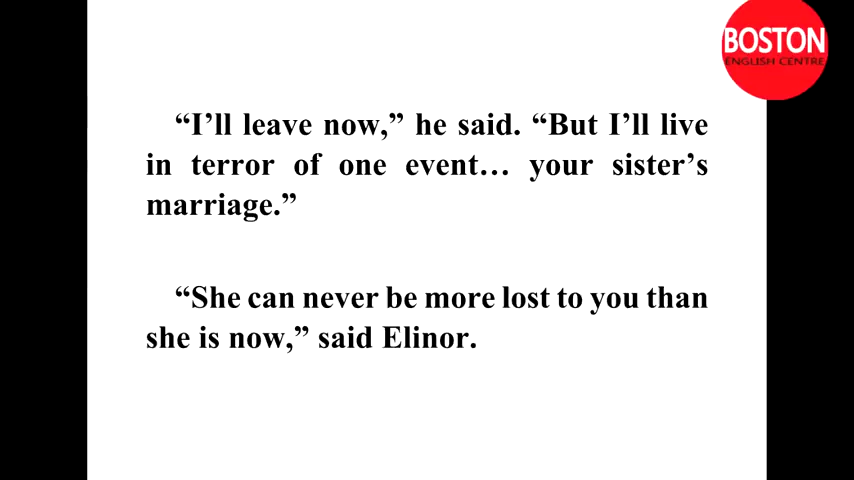 BOSTON
ENGLISH CENTRE
“I’ll leave now,” he said. “But I’ll live
in terror of one event… your sister’s
marriage.”
“She can never be more lost to you than
she is now,” said Elinor.